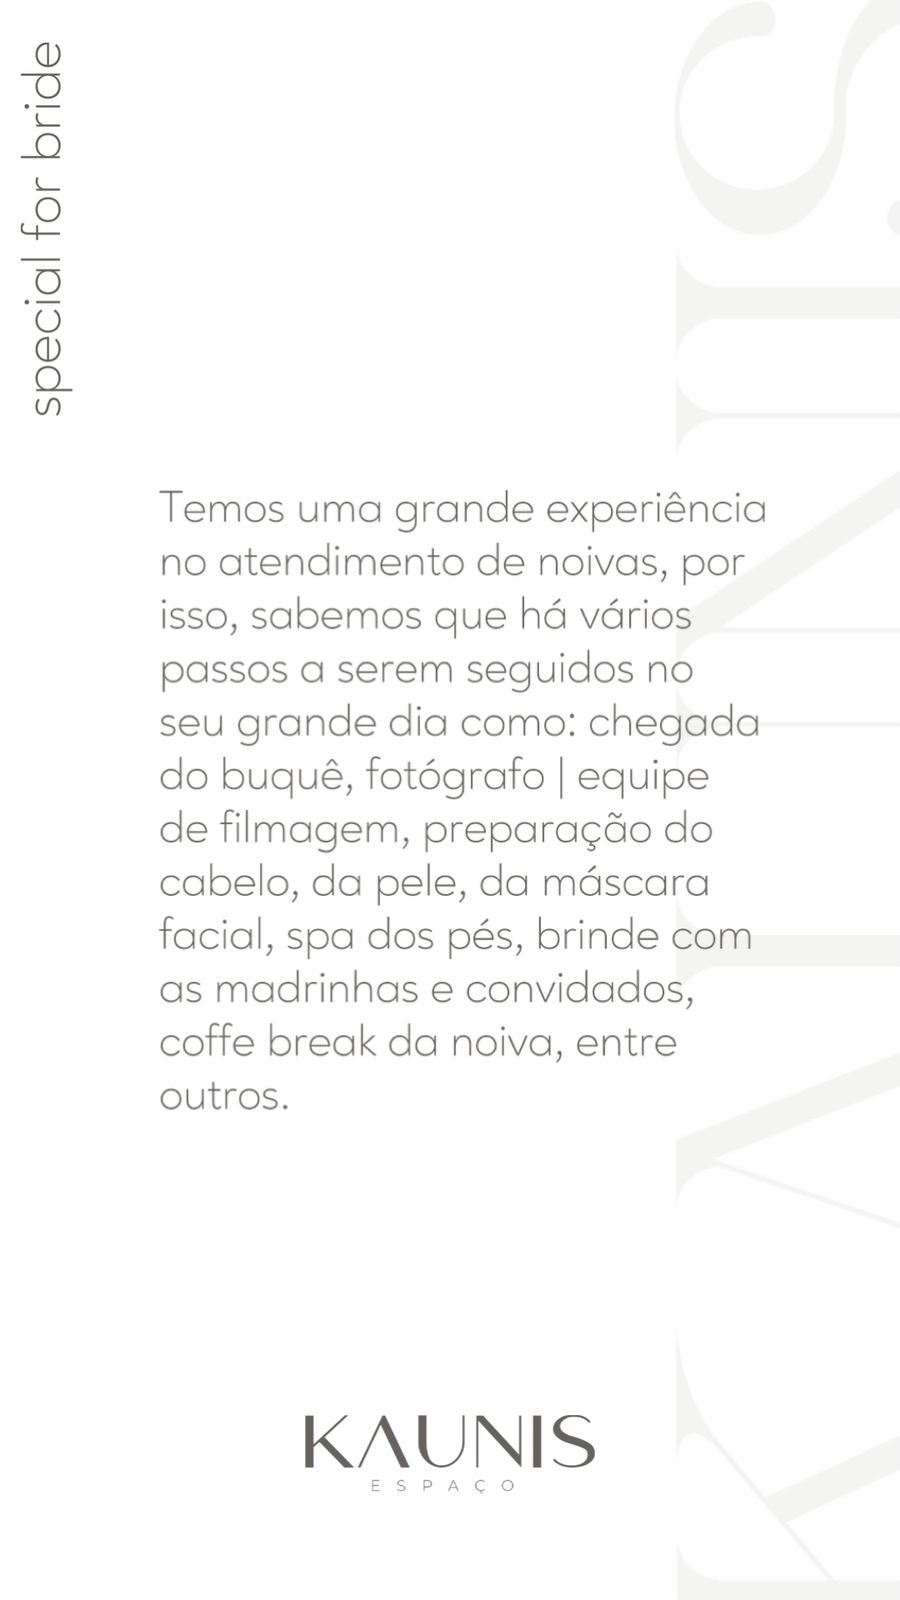 special for bride
Temos uma grande experiência
no atendimento de noivas, por
isso, sabemos que há vários
passos a serem seguidos no
seu grande dia como: chegada
do buquê, fotógrafo | equipe
de filmagem, preparação do
cabelo, da pele, da máscara
facial, spa dos pés, brinde com
as madrinhas e convidados,
coffe break da noiva, entre
outros.
KAUNIS
KAUNIS
ESPAÇO